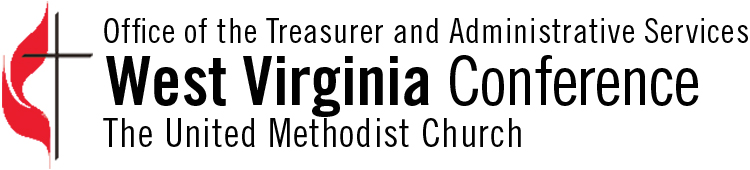 Office of the Treasurer and Administrative Services
West Virginia Conference
The United Methodist Church